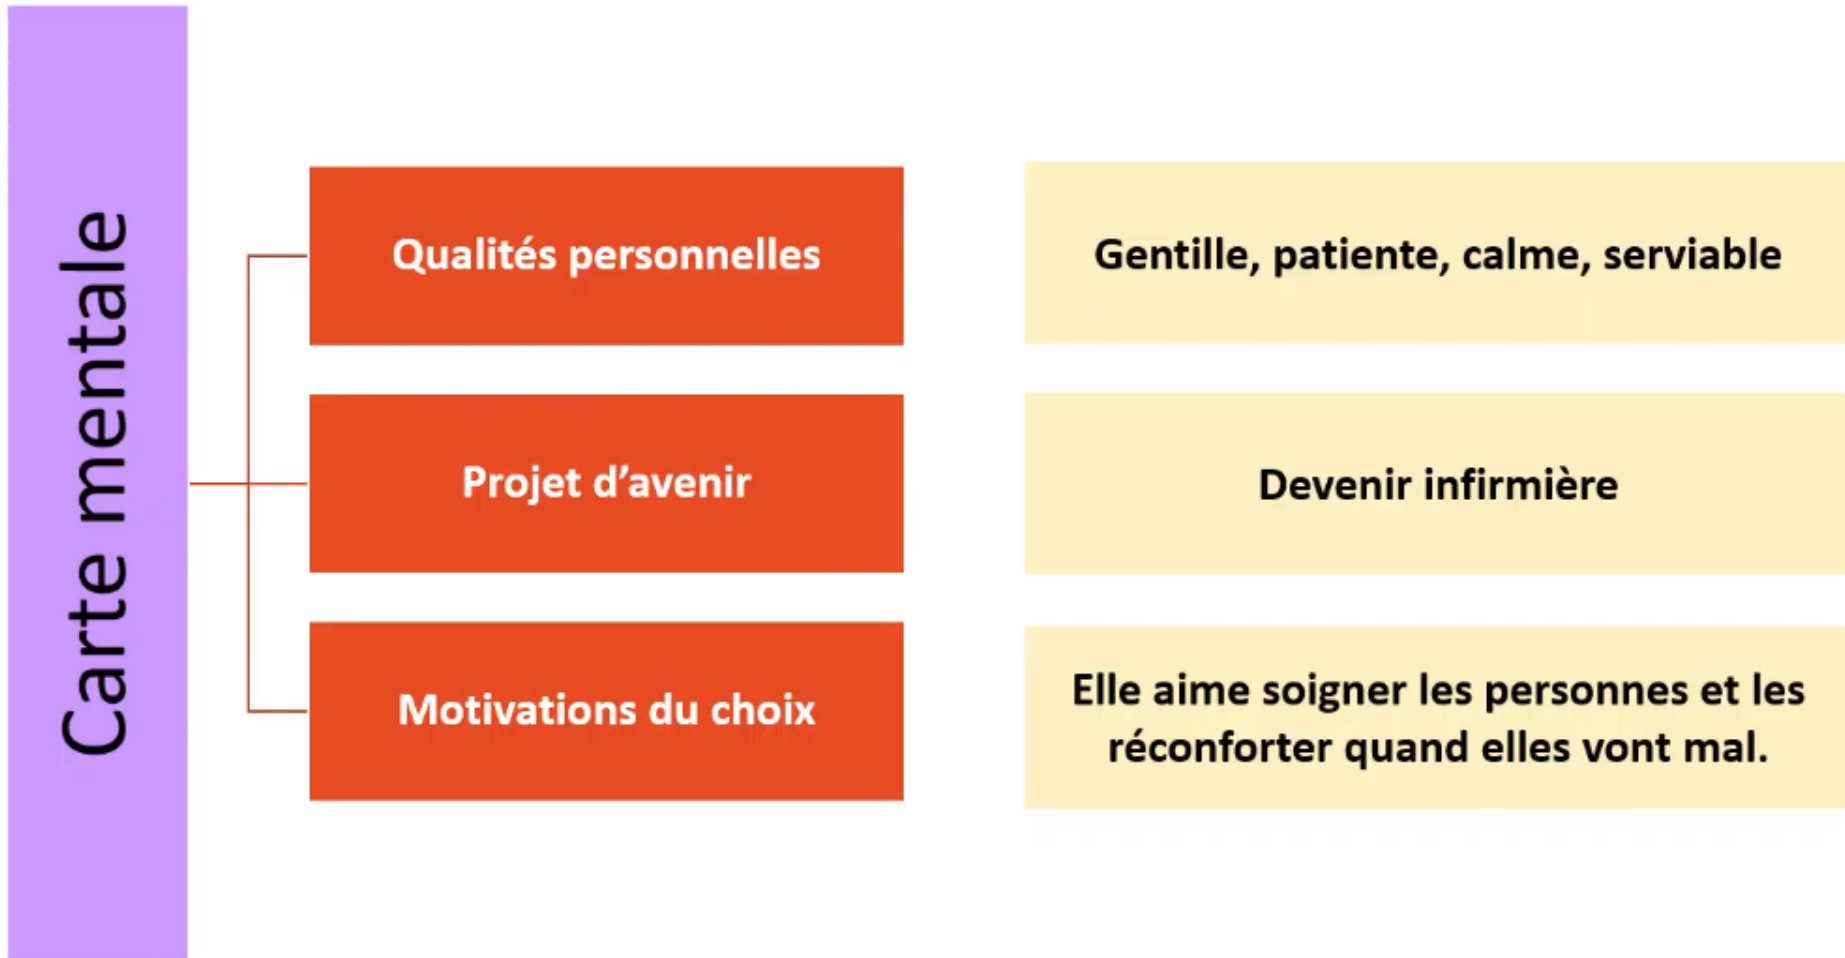 Carte mentale
Qualités personnelles
Gentille, patiente, calme, serviable
Projet d’avenir
Devenir infirmière
Motivations du choix
Elle aime soigner les personnes et les
réconforter quand elles vont mal.